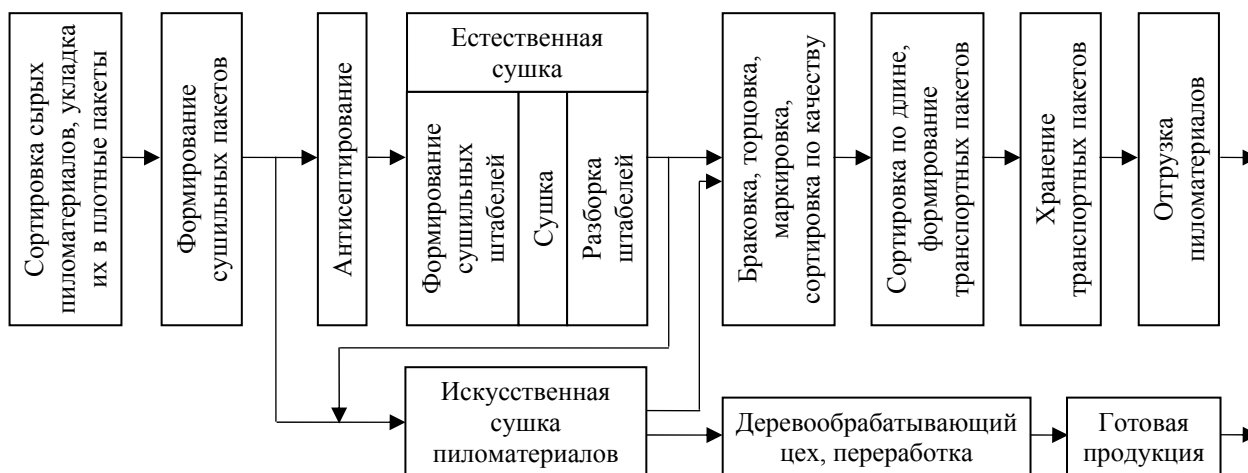 Сортировка сырых
пиломатериалов, укладка
их в плотные пакеты
Формирование
сушильных пакетов
Антисептирование
Естественная
сушка
Формирование
сушильных
штабелей
Сушка
Разборка
штабелей
Браковка, торцовка,
маркировка,
сортировка по качеству
Сортировка по длине,
формирование
транспортных пакетов
Хранение
транспортных пакетов
Отгрузка
пиломатериалов
Искусственная
сушка
пиломатериалов
Деревообрабатывающий
цех, переработка
Готовая
продукция